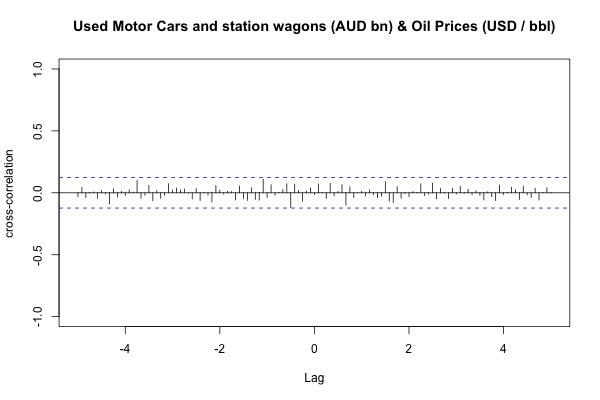 Used Motor Cars and station wagons (AUD bn) & Oil Prices (USD / bbl)
cross-correlation
1.0
0.5
0.0
-0.5
-1.0
-4 -2 0 2 4
Lag